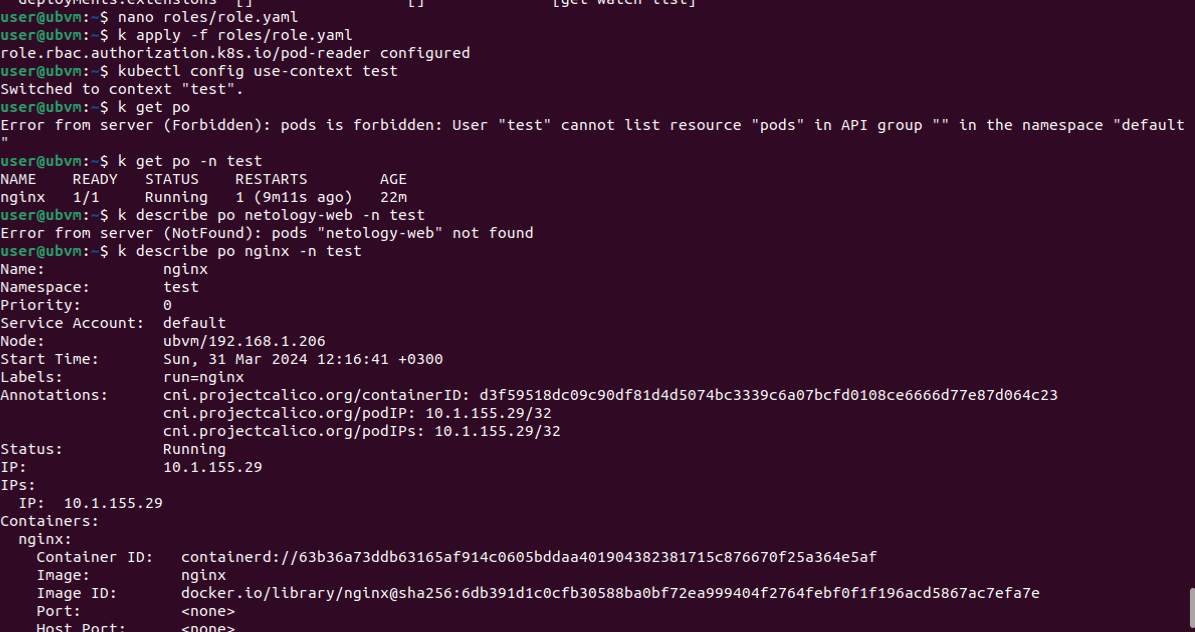 deployments.extensions  []                 []              [get watch list]
user@ubvm:~$ nano roles/role.yaml
user@ubvm:~$ k apply -f roles/role.yaml
role.rbac.authorization.k8s.io/pod-reader configured
user@ubvm:~$ kubectl config use-context test
Switched to context "test".
user@ubvm:~$ k get po
Error from server (Forbidden): pods is forbidden: User "test" cannot list resource "pods" in API group "" in the namespace "default
"
user@ubvm:~$ k get po -n test
NAME    READY   STATUS    RESTARTS        AGE
nginx   1/1     Running   1 (9m11s ago)   22m
user@ubvm:~$ k describe po netology-web -n test
Error from server (NotFound): pods "netology-web" not found
user@ubvm:~$ k describe po nginx -n test
Name:             nginx
Namespace:        test
Priority:         0
Service Account:  default
Node:             ubvm/192.168.1.206
Start Time:       Sun, 31 Mar 2024 12:16:41 +0300
Labels:           run=nginx
Annotations:      cni.projectcalico.org/containerID: d3f59518dc09c90df81d4d5074bc3339c6a07bcfd0108ce6666d77e87d064c23
                  cni.projectcalico.org/podIP: 10.1.155.29/32
                  cni.projectcalico.org/podIPs: 10.1.155.29/32
Status:           Running
IP:               10.1.155.29
IPs:
  IP:  10.1.155.29
Containers:
  nginx:
    Container ID:   containerd://63b36a73ddb63165af914c0605bddaa401904382381715c876670f25a364e5af
    Image:          nginx
    Image ID:       docker.io/library/nginx@sha256:6db391d1c0cfb30588ba0bf72ea999404f2764febf0f1f196acd5867ac7efa7e
    Port:           <none>
    Host Port:      <none>